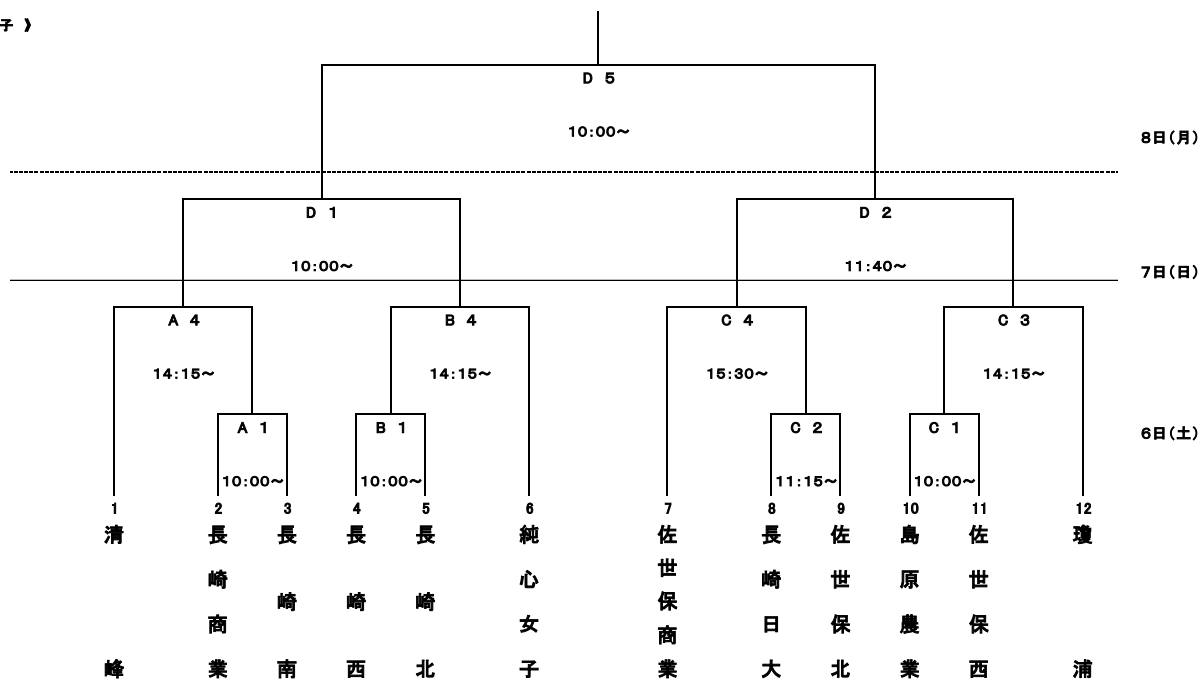 子 》
D 5
10:00～
8日(月)
D 1
D 2
10:00～
11:40～
7日(日)
A 4
B 4
C 4
C 3
14:15～
14:15～
15:30～
14:15～
A 1
B 1
C 2
C 1
6日(土)
10:00～
10:00～
11:15～
10:00～
1
2
3
4
5
6
7
8
9
10
11
12
清峰
長崎商業
長崎南
長崎西
長崎北
純心女子
佐世保商業
長崎日大
佐世保北
島原農業
佐世保西
瓊浦